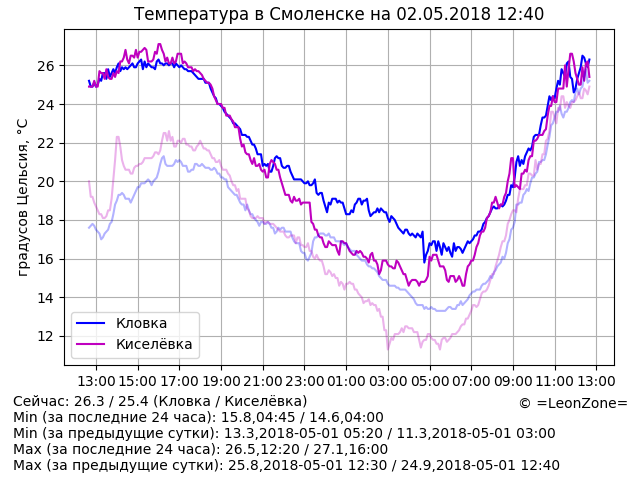 Температура в Смоленске на 02.05.2018 12:40
градусов Цельсия, °C
26
24
22
20
18
16
14
12
Кловка
Киселёвка
13:00 15:00 17:00 19:00 21:00 23:00 01:00 03:00 05:00 07:00 09:00 11:00 13:00
Сейчас: 26.3 / 25.4 (Кловка / Киселёвка)
© =LeonZone=
Min (за последние 24 часа): 15.8,04:45 / 14.6,04:00
Min (за предыдущие сутки): 13.3,2018-05-01 05:20 / 11.3,2018-05-01 03:00
Max (за последние 24 часа): 26.5,12:20 / 27.1,16:00
Max (за предыдущие сутки): 25.8,2018-05-01 12:30 / 24.9,2018-05-01 12:40